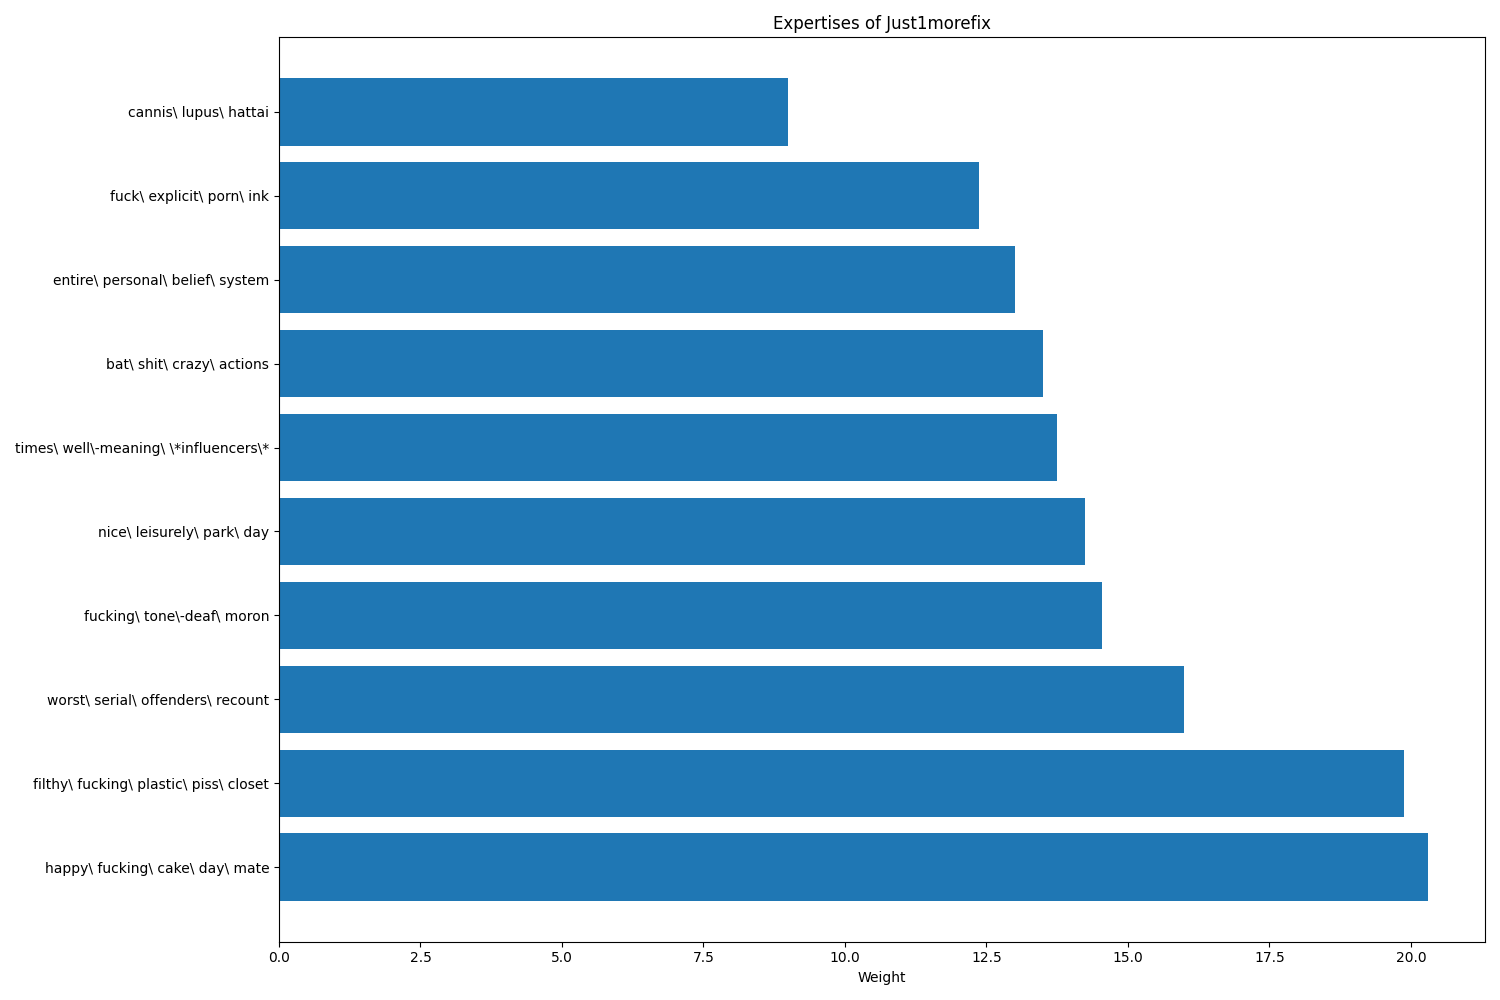 Expertises of Just1morefix
cannis\ lupus\ hattai
fuck\ explicit\ porn\ ink
entire\ personal\ belief\ system
bat\ shit\ crazy\ actions
times\ well\-meaning\ \*influencers\*
nice\ leisurely\ park\ day
fucking\ tone\-deaf\ moron
worst\ serial\ offenders\ recount
filthy\ fucking\ plastic\ piss\ closet
happy\ fucking\ cake\ day\ mate
0.0 2.5 5.0 7.5 10.0 12.5 15.0 17.5 20.0
Weight